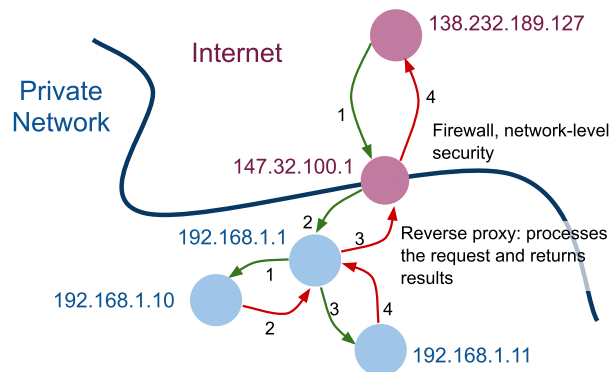 138.232.189.127
Internet
Private
Network
1
4
Firewall, network-level
security
147.32.100.1
2
192.168.1.1
3
Reverse proxy: processes
the request and returns
results
1
192.168.1.10
2
3
4
192.168.1.11